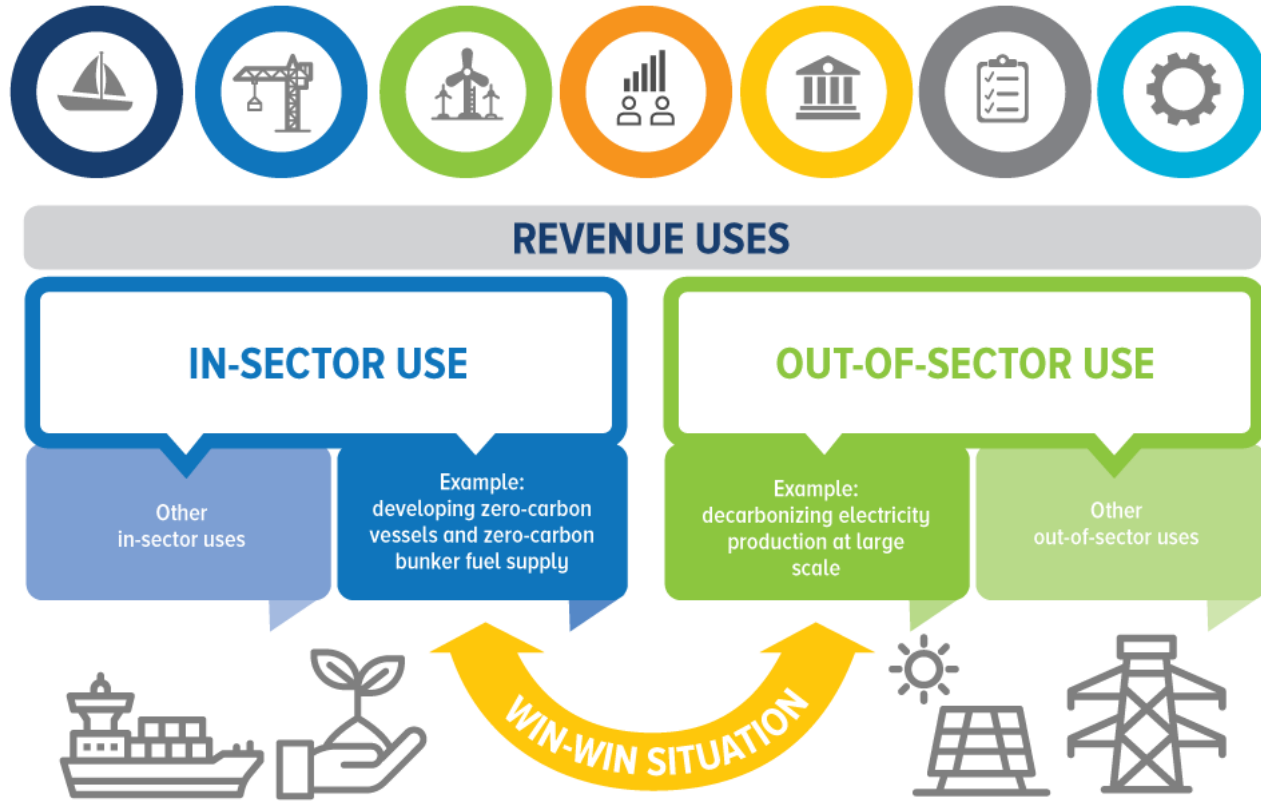 REVENUE USES
IN-SECTOR USE
OUT-OF-SECTOR USE
Other
in-sector uses
Example:
developing zero-carbon
vessels and zero-carbon
bunker fuel supply
Example:
decarbonizing electricity
production at large
scale
Other
out-of-sector uses
WIN-WIN SITUATION